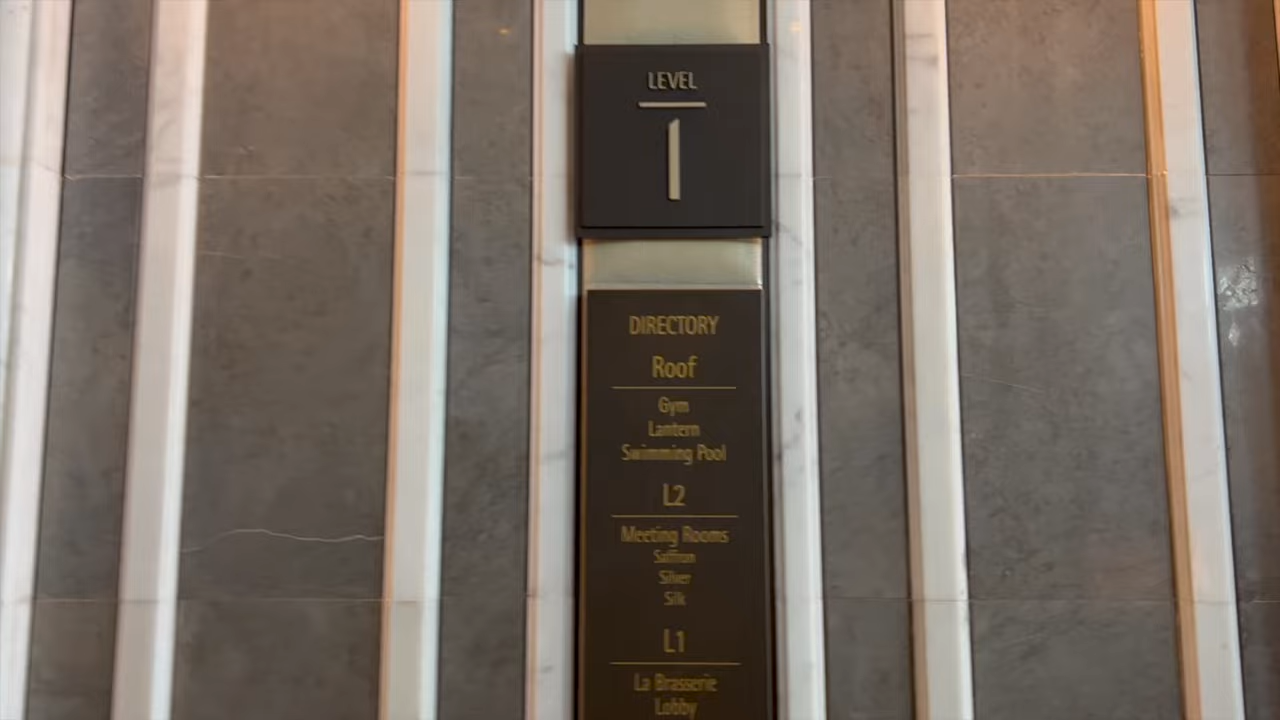 LEVEL
1
DIRECTORY
Roof
Gym
Lantern
Swimming Pool
L2
Meeting Rooms
Saffron
Silver
Silk
L1
La Brasserie
Lobby